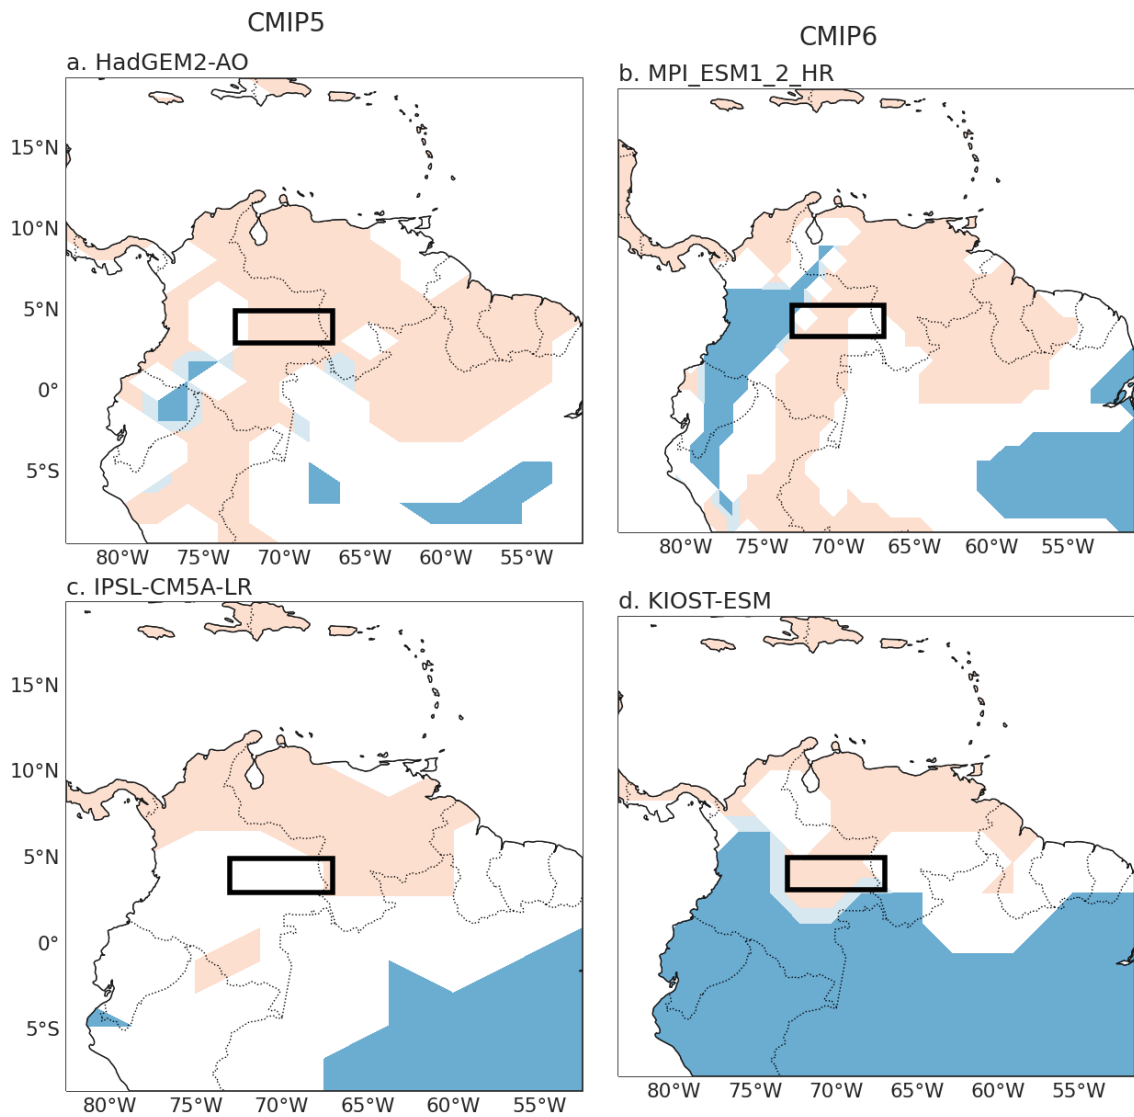 CMIP5
CMIP6
a. HadGEM2-AO
b. MPI_ESM1_2_HR
15°N
10°N
5°N
0°
5°S
80°W 75°W 70°W 65°W 60°W 55°W
80°W 75°W 70°W 65°W 60°W 55°W
c. IPSL-CM5A-LR
d. KIOST-ESM
15°N
10°N
5°N
0°
5°S
80°W 75°W 70°W 65°W 60°W 55°W
80°W 75°W 70°W 65°W 60°W 55°W